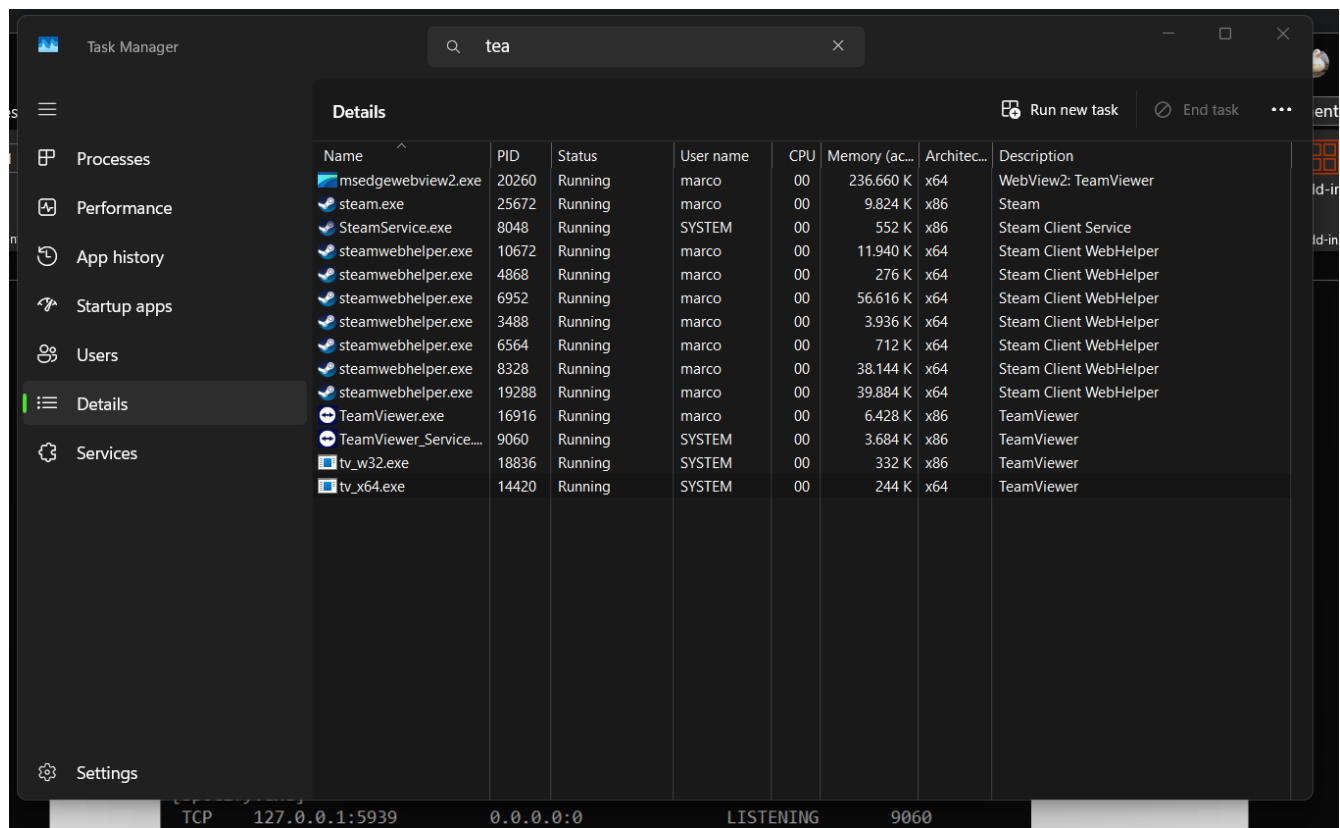 Task Manager
tea
Details
Run new task
End task
Processes
Performance
App history
Startup apps
Users
Details
Services
Settings
Name PID Status User name CPU Memory (ac... Architec... Description
msedgewebview2.exe 20260 Running marco 00 236.660 K x64 WebView2: TeamViewer
steam.exe 25672 Running marco 00 9.824 K x86 Steam
SteamService.exe 8048 Running SYSTEM 00 552 K x86 Steam Client Service
steamwebhelper.exe 10672 Running marco 00 11.940 K x64 Steam Client WebHelper
steamwebhelper.exe 4868 Running marco 00 276 K x64 Steam Client WebHelper
steamwebhelper.exe 6952 Running marco 00 56.616 K x64 Steam Client WebHelper
steamwebhelper.exe 3488 Running marco 00 3.936 K x64 Steam Client WebHelper
steamwebhelper.exe 6564 Running marco 00 712 K x64 Steam Client WebHelper
steamwebhelper.exe 8328 Running marco 00 38.144 K x64 Steam Client WebHelper
steamwebhelper.exe 19288 Running marco 00 39.884 K x64 Steam Client WebHelper
TeamViewer.exe 16916 Running marco 00 6.428 K x86 TeamViewer
TeamViewer_Service.... 9060 Running SYSTEM 00 3.684 K x86 TeamViewer
tv_w32.exe 18836 Running SYSTEM 00 332 K x86 TeamViewer
tv_x64.exe 14420 Running SYSTEM 00 244 K x64 TeamViewer
TCP 127.0.0.1:5939 0.0.0.0:0 LISTENING 9060